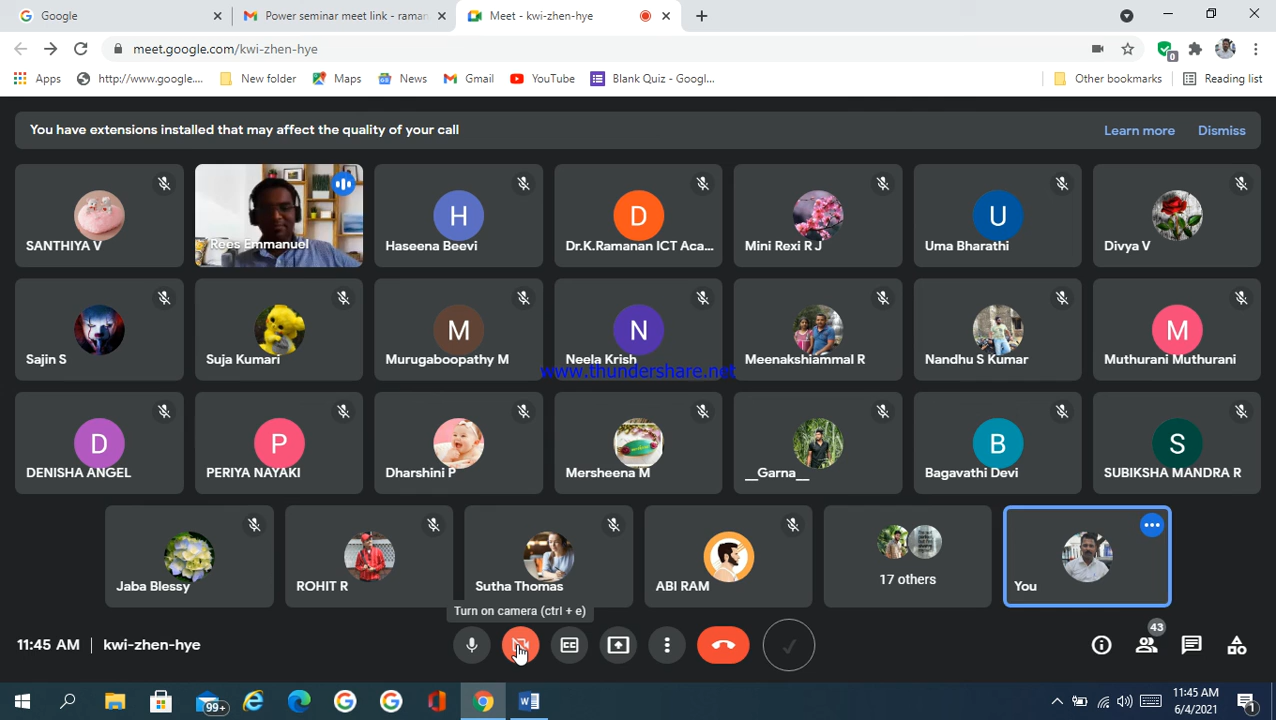 Google
Power seminar meet link - raman
Meet - kwi-zhen-hye
meet.google.com/kwi-zhen-hye
0
Apps
http://www.google....
New folder
Maps
News
Gmail
YouTube
Blank Quiz - Googl...
Other bookmarks
Reading list
You have extensions installed that may affect the quality of your call
Learn more
Dismiss
SANTHIYA V
Rees Emmanuel
H
Haseena Beevi
D
Dr.K.Ramanan ICT Aca...
Mini Rexi R J
U
Uma Bharathi
Divya V
Sajin S
Suja Kumari
M
Murugaboopathy M
N
Neela Krish
Meenakshiammal R
Nandhu S Kumar
M
Muthurani Muthurani
www.thundershare.net
D
DENISHA ANGEL
P
PERIYA NAYAKI
Dharshini P
Mersheena M
__Garna__
B
Bagavathi Devi
S
SUBIKSHA MANDRA R
Jaba Blessy
ROHIT R
Sutha Thomas
ABI RAM
17 others
You
Turn on camera (ctrl + e)
11:45 AM | kwi-zhen-hye
CC
43
99+
11:45 AM
6/4/2021
1